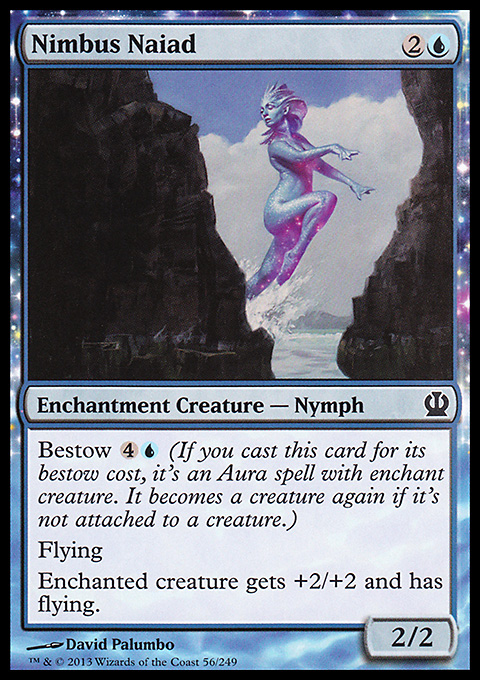 Nimbus Naiad 2
Enchantment Creature — Nymph
Bestow 4 (If you cast this card for its
bestow cost, it's an Aura spell with enchant
creature. It becomes a creature again if it's
not attached to a creature.)
Flying
Enchanted creature gets +2/+2 and has
flying.
David Palumbo
2/2
™ & © 2013 Wizards of the Coast 56/249